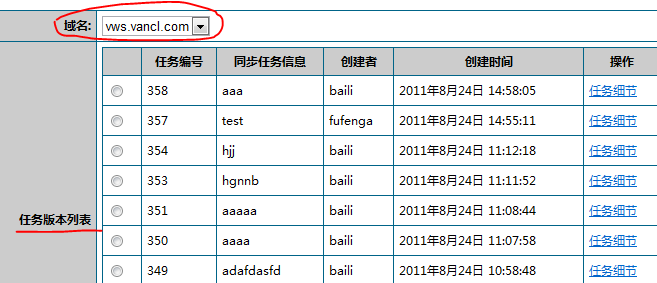 域名: vws.vancl.com
任务编号 同步任务信息 创建者 创建时间 操作
358 aaa baili 2011年8月24日 14:58:05 任务细节
357 test fufenga 2011年8月24日 14:55:11 任务细节
354 hjj baili 2011年8月24日 11:12:18 任务细节
353 hgnnb baili 2011年8月24日 11:11:52 任务细节
任务版本列表
351 aaaaa baili 2011年8月24日 11:08:44 任务细节
350 aaaa baili 2011年8月24日 11:07:58 任务细节
349 adafdasfd baili 2011年8月24日 10:58:48 任务细节